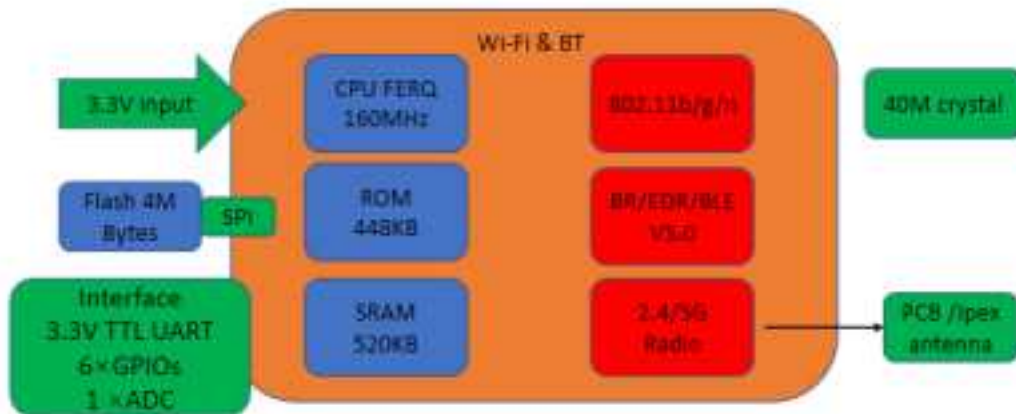 Wi-Fi & BT
3.3V input
CPU FERQ
160MHz
802.11b/g/n
40M crystal
Flash 4M
Bytes
SPI
ROM
448KB
BR/EDR/BLE
V5.0
Interface
3.3V TTL UART
6×GPIOs
1 ×ADC
SRAM
520KB
2.4/5G
Radio
PCB /Ipex
antenna